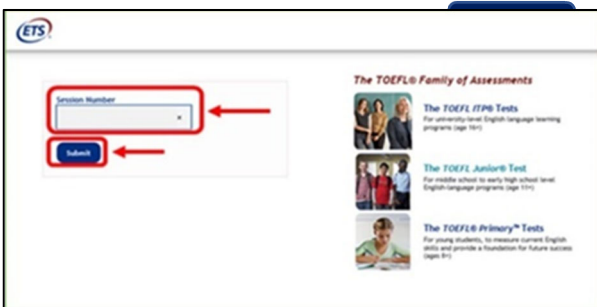 ETS
Session Number
×
Submit
The TOEFL® Family of Assessments
The TOEFL ITP® Tests
For university-level English language learning
programs (age 16+)
The TOEFL Junior® Test
For middle school to early high school level
English-language programs (age 11+)
The TOEFL® Primary™ Tests
For young students, to measure current English
skills and provide a foundation for future success
(ages 8+)